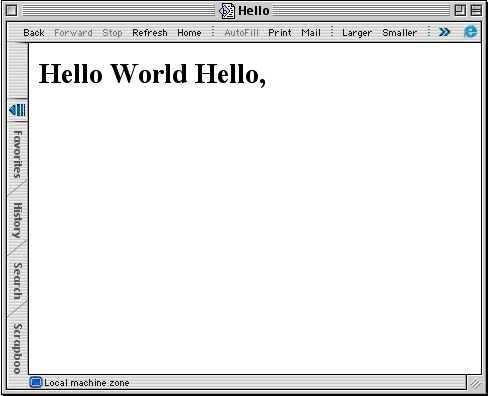 Hello
Back Forward Stop Refresh Home AutoFill Print Mail Larger Smaller
Hello World Hello,
Favorites
History
Search
Scrapboo
Local machine zone